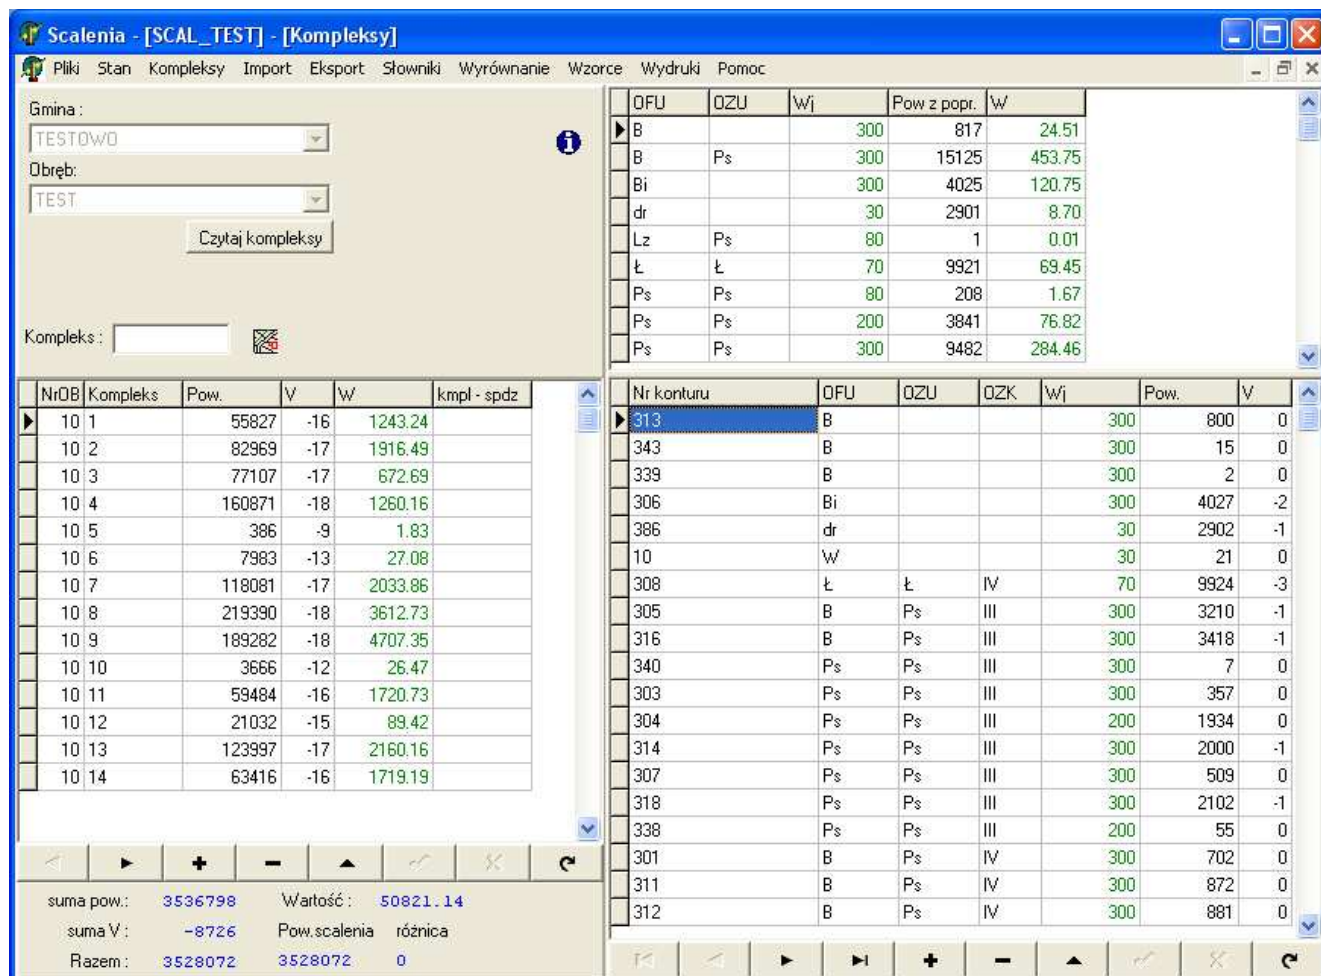 Scalenia - [SCAL_TEST] - [Kompleksy]
Pliki Stan Kompleksy Import Eksport Słowniki Wyrównanie Wzorce Wydruki Pomoc
Gmina :
TESTOWO
Obręb:
TEST
Czytaj kompleksy
Kompleks :
OFU OZU Wj Pow z popr. W
B 300 817 24.51
B Ps 300 15125 453.75
Bi 300 4025 120.75
dr 30 2901 8.70
Lz Ps 80 1 0.01
Ł Ł 70 9921 69.45
Ps Ps 80 208 1.67
Ps Ps 200 3841 76.82
Ps Ps 300 9482 284.46
NrOB Kompleks Pow. V W kmpl - spdz
10 1 55827 -16 1243.24
10 2 82969 -17 1916.49
10 3 77107 -17 672.69
10 4 160871 -18 1260.16
10 5 386 -9 1.83
10 6 7983 -13 27.08
10 7 118081 -17 2033.86
10 8 219390 -18 3612.73
10 9 189282 -18 4707.35
10 10 3666 -12 26.47
10 11 59484 -16 1720.73
10 12 21032 -15 89.42
10 13 123997 -17 2160.16
10 14 63416 -16 1719.19
suma pow.: 3536798 Wartość : 50821.14
suma V : -8726 Pow.scalenia różnica
Razem : 3528072 3528072 0
Nr konturu OFU OZU OZK Wj Pow. V
313 B 300 800 0
343 B 300 15 0
339 B 300 2 0
306 Bi 300 4027 -2
386 dr 30 2902 -1
10 W 30 21 0
308 Ł Ł IV 70 9924 -3
305 B Ps III 300 3210 -1
316 B Ps III 300 3418 -1
340 Ps Ps III 300 7 0
303 Ps Ps III 300 357 0
304 Ps Ps III 200 1934 0
314 Ps Ps III 300 2000 -1
307 Ps Ps III 300 509 0
318 Ps Ps III 300 2102 -1
338 Ps Ps III 200 55 0
301 B Ps IV 300 702 0
311 B Ps IV 300 872 0
312 B Ps IV 300 881 0